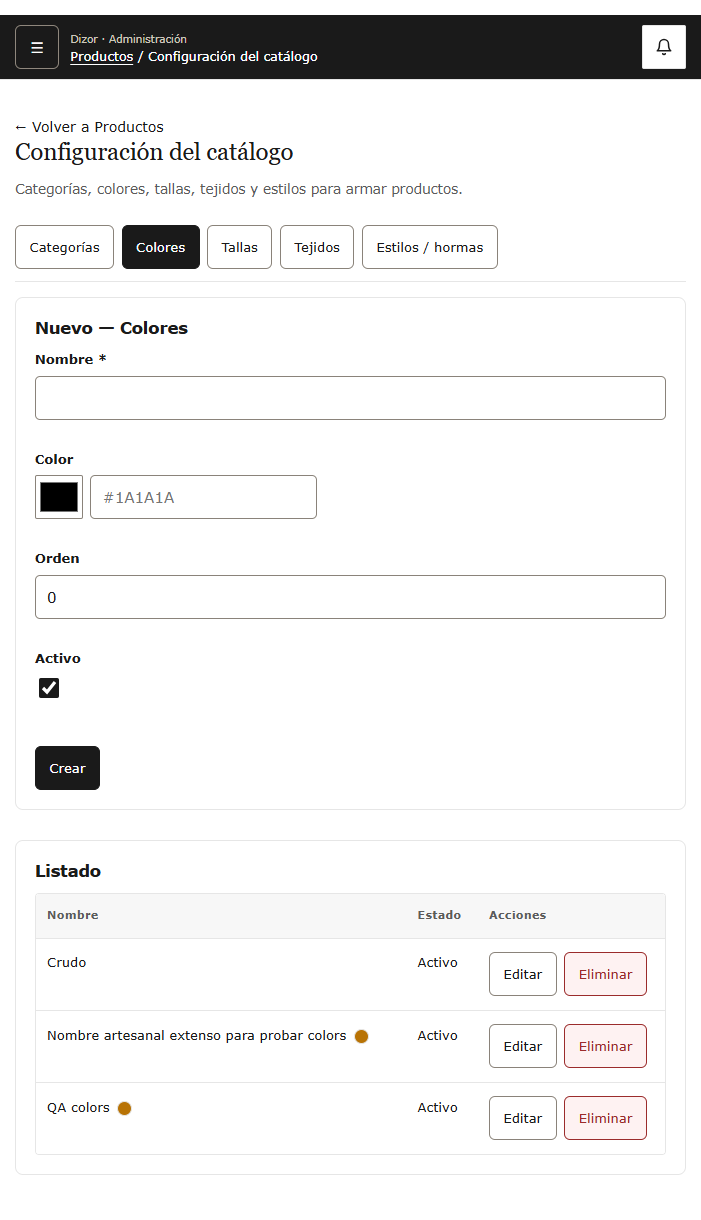 ☰
Dizor · Administración
Productos / Configuración del catálogo
← Volver a Productos
Configuración del catálogo
Categorías, colores, tallas, tejidos y estilos para armar productos.
Categorías Colores Tallas Tejidos Estilos / hormas
Nuevo — Colores
Nombre *
Color
#1A1A1A
Orden
0
Activo
Crear
Listado
Nombre Estado Acciones
Crudo Activo Editar Eliminar
Nombre artesanal extenso para probar colors Activo Editar Eliminar
QA colors Activo Editar Eliminar